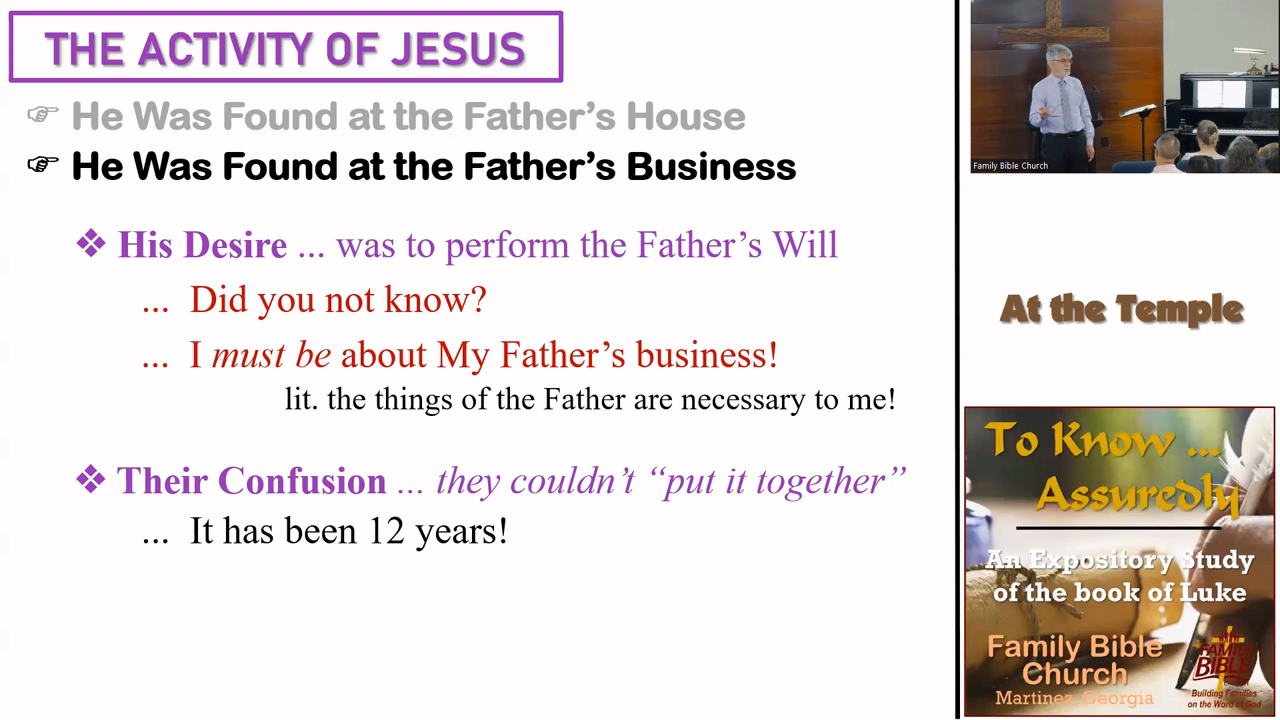 THE ACTIVITY OF JESUS
☞ He Was Found at the Father’s House
☞ He Was Found at the Father’s Business
❖ His Desire ... was to perform the Father’s Will
... Did you not know?
... I must be about My Father’s business!
lit. the things of the Father are necessary to me!
❖ Their Confusion ... they couldn’t “put it together”
... It has been 12 years!
Family Bible Church
At the Temple
To Know ...
Assuredly
An Expository Study
of the book of Luke
Family Bible
Church
Martinez, Georgia
FAMILY
BIBLE
Building Families
on the Word of God